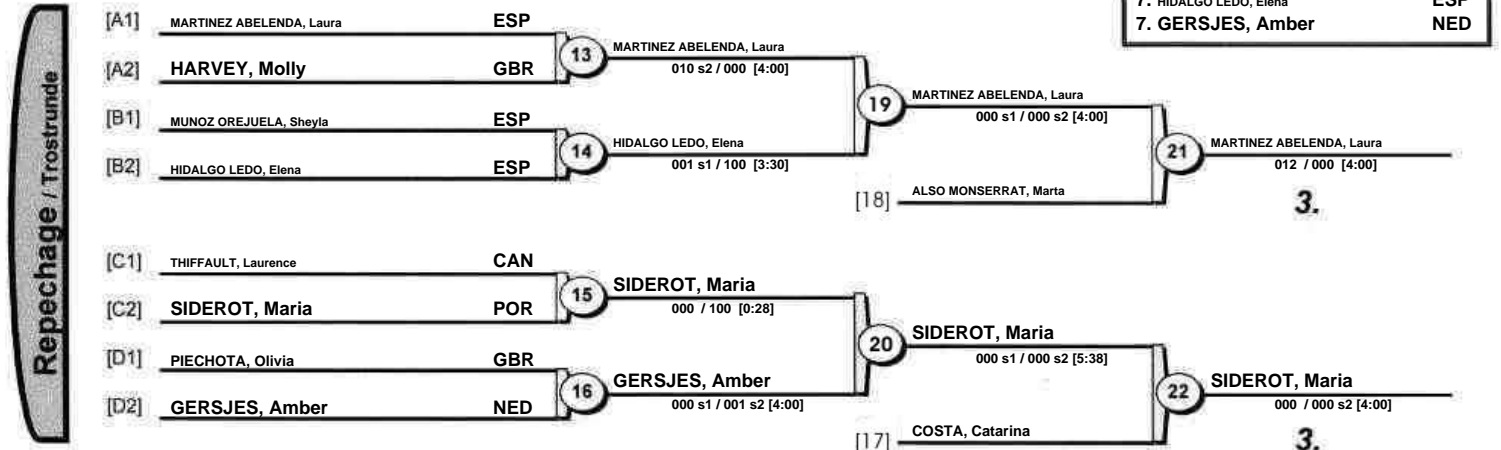 7. HIDALGO LEDO, Elena ESP
7. GERSJES, Amber NED
Repechage / Trostrunde
[A1] MARTINEZ ABELENDA, Laura ESP
[A2] HARVEY, Molly GBR
13 MARTINEZ ABELENDA, Laura
010 s2 / 000 [4:00]
[B1] MUNOZ OREJUELA, Sheyla ESP
[B2] HIDALGO LEDO, Elena ESP
14 HIDALGO LEDO, Elena
001 s1 / 100 [3:30]
19 MARTINEZ ABELENDA, Laura
000 s1 / 000 s2 [4:00]
[18] ALSO MONSERRAT, Marta
21 MARTINEZ ABELENDA, Laura
012 / 000 [4:00]
3.
[C1] THIFFAULT, Laurence CAN
[C2] SIDEROT, Maria POR
15 SIDEROT, Maria
000 / 100 [0:28]
[D1] PIECHOTA, Olivia GBR
[D2] GERSJES, Amber NED
16 GERSJES, Amber
000 s1 / 001 s2 [4:00]
20 SIDEROT, Maria
000 s1 / 000 s2 [5:38]
[17] COSTA, Catarina
22 SIDEROT, Maria
000 / 000 s2 [4:00]
3.